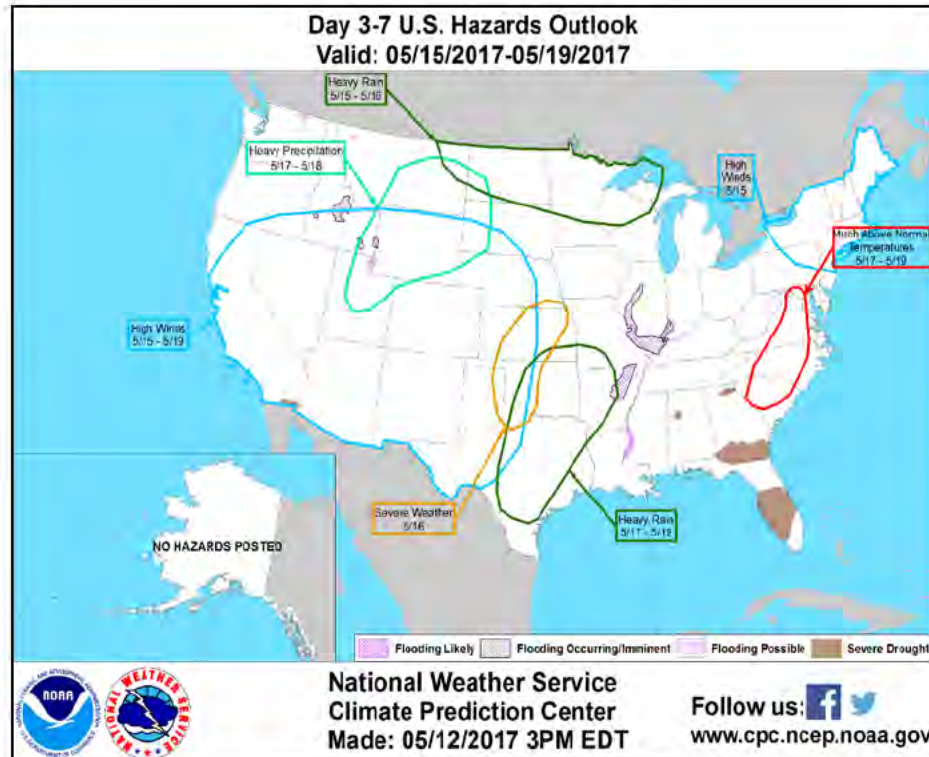 Day 3-7 U.S. Hazards Outlook
Valid: 05/15/2017-05/19/2017
Heavy Rain
5/15 - 5/16
Heavy Precipitation
5/17 - 5/18
High
Winds
5/15
Much Above Normal
Temperatures
5/17 - 5/19
High Winds
5/15 - 5/19
Severe Weather
5/16
Heavy Rain
5/17 -
NO HAZARDS POSTED
Flooding Likely
Flooding Occurring/Imminent
Flooding Possible
Severe Drought
NOAA
NATIONAL WEATHER SERVICE
National Weather Service
Climate Prediction Center
Made: 05/12/2017 3PM EDT
Follow us:
www.cpc.ncep.noaa.gov